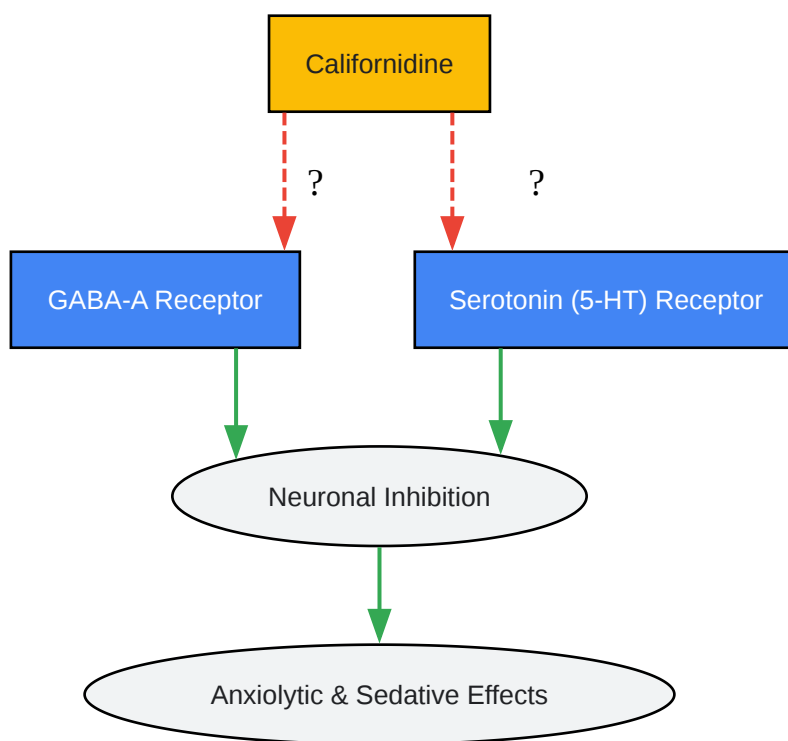 Californidine
?
?
GABA-A Receptor
Serotonin (5-HT) Receptor
Neuronal Inhibition
Anxiolytic & Sedative Effects